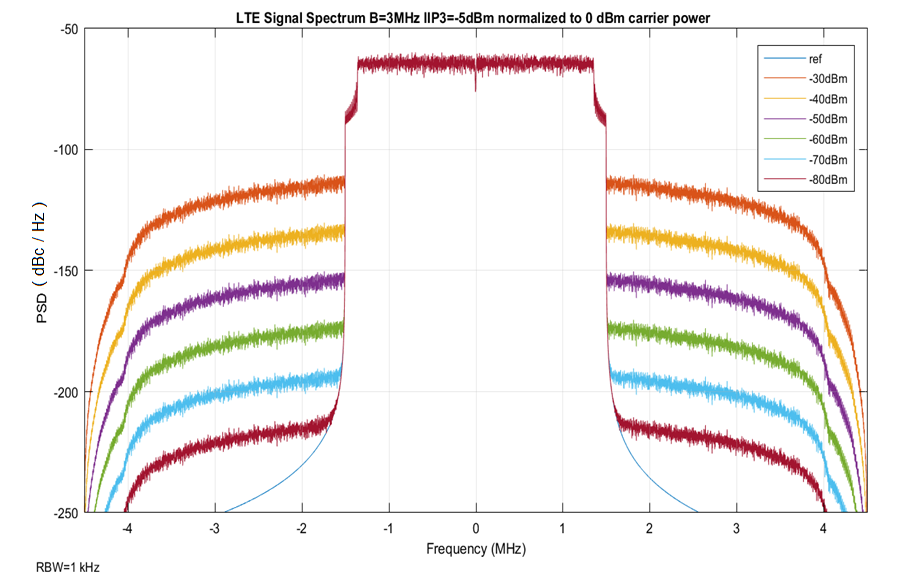 LTE Signal Spectrum B=3MHz IIP3=-5dBm normalized to 0 dBm carrier power
-50
-100
-150
-200
-250
PSD ( dBc / Hz )
ref
-30dBm
-40dBm
-50dBm
-60dBm
-70dBm
-80dBm
-4 -3 -2 -1 0 1 2 3 4
Frequency (MHz)
RBW=1 kHz